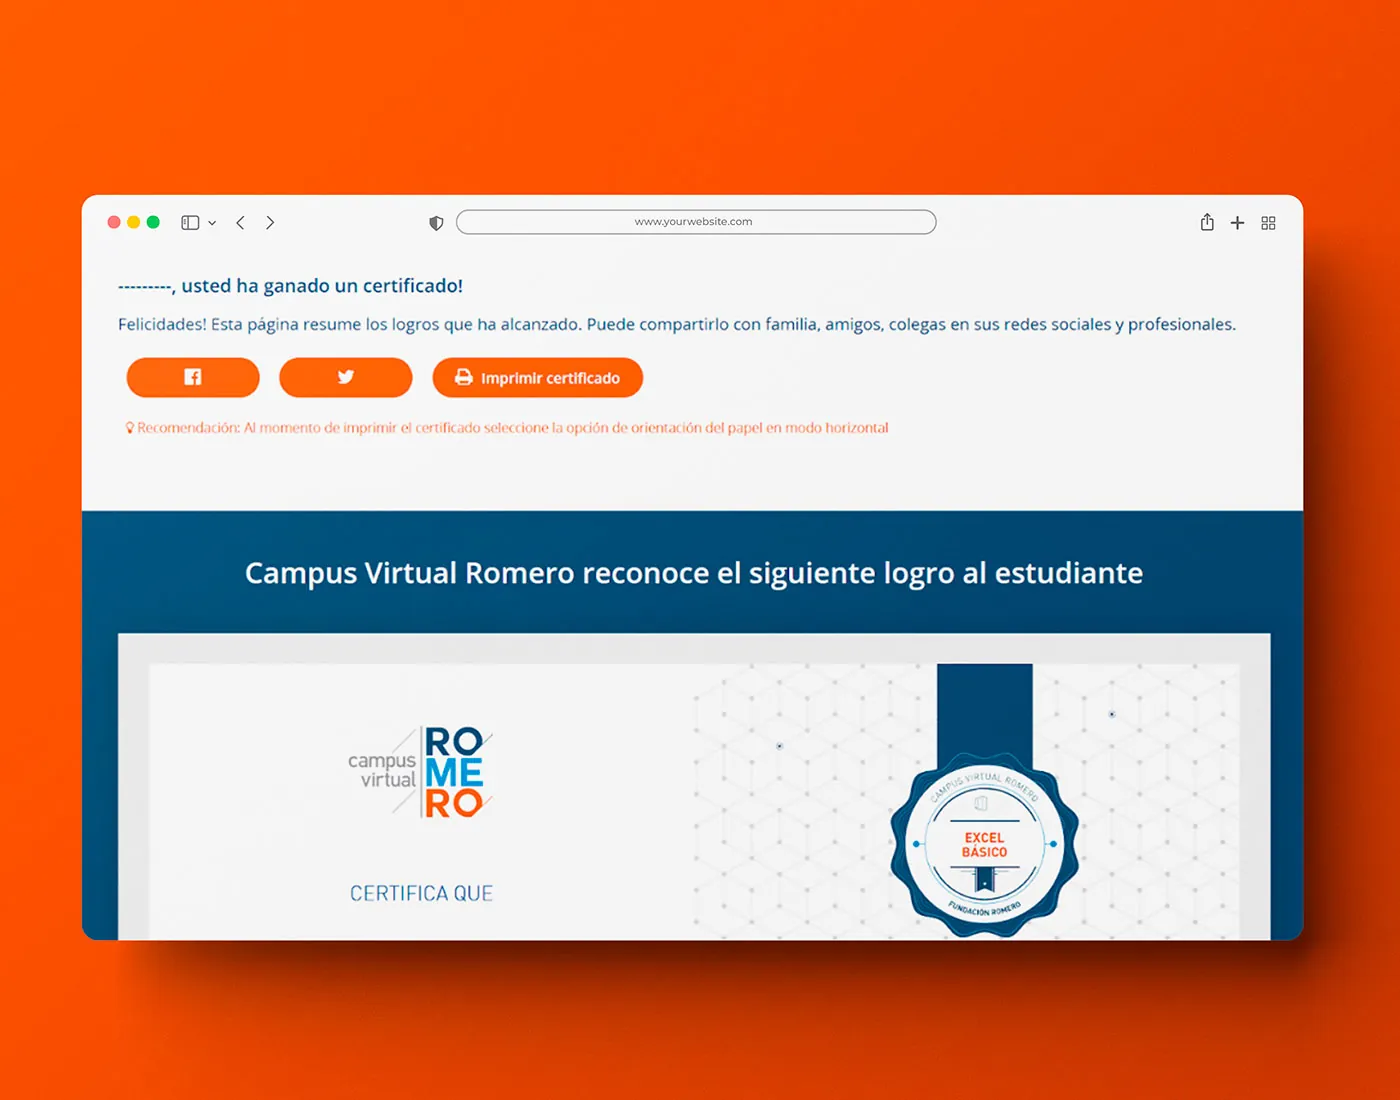 www.yourwebsite.com
---------, usted ha ganado un certificado!
Felicidades! Esta página resume los logros que ha alcanzado. Puede compartirlo con familia, amigos, colegas en sus redes sociales y profesionales.
Imprimir certificado
Recomendación: Al momento de imprimir el certificado seleccione la opción de orientación del papel en modo horizontal
Campus Virtual Romero reconoce el siguiente logro al estudiante
campus
virtual
RO
ME
RO
CERTIFICA QUE
CAMPUS VIRTUAL ROMERO
EXCEL
BÁSICO
FUNDACIÓN ROMERO